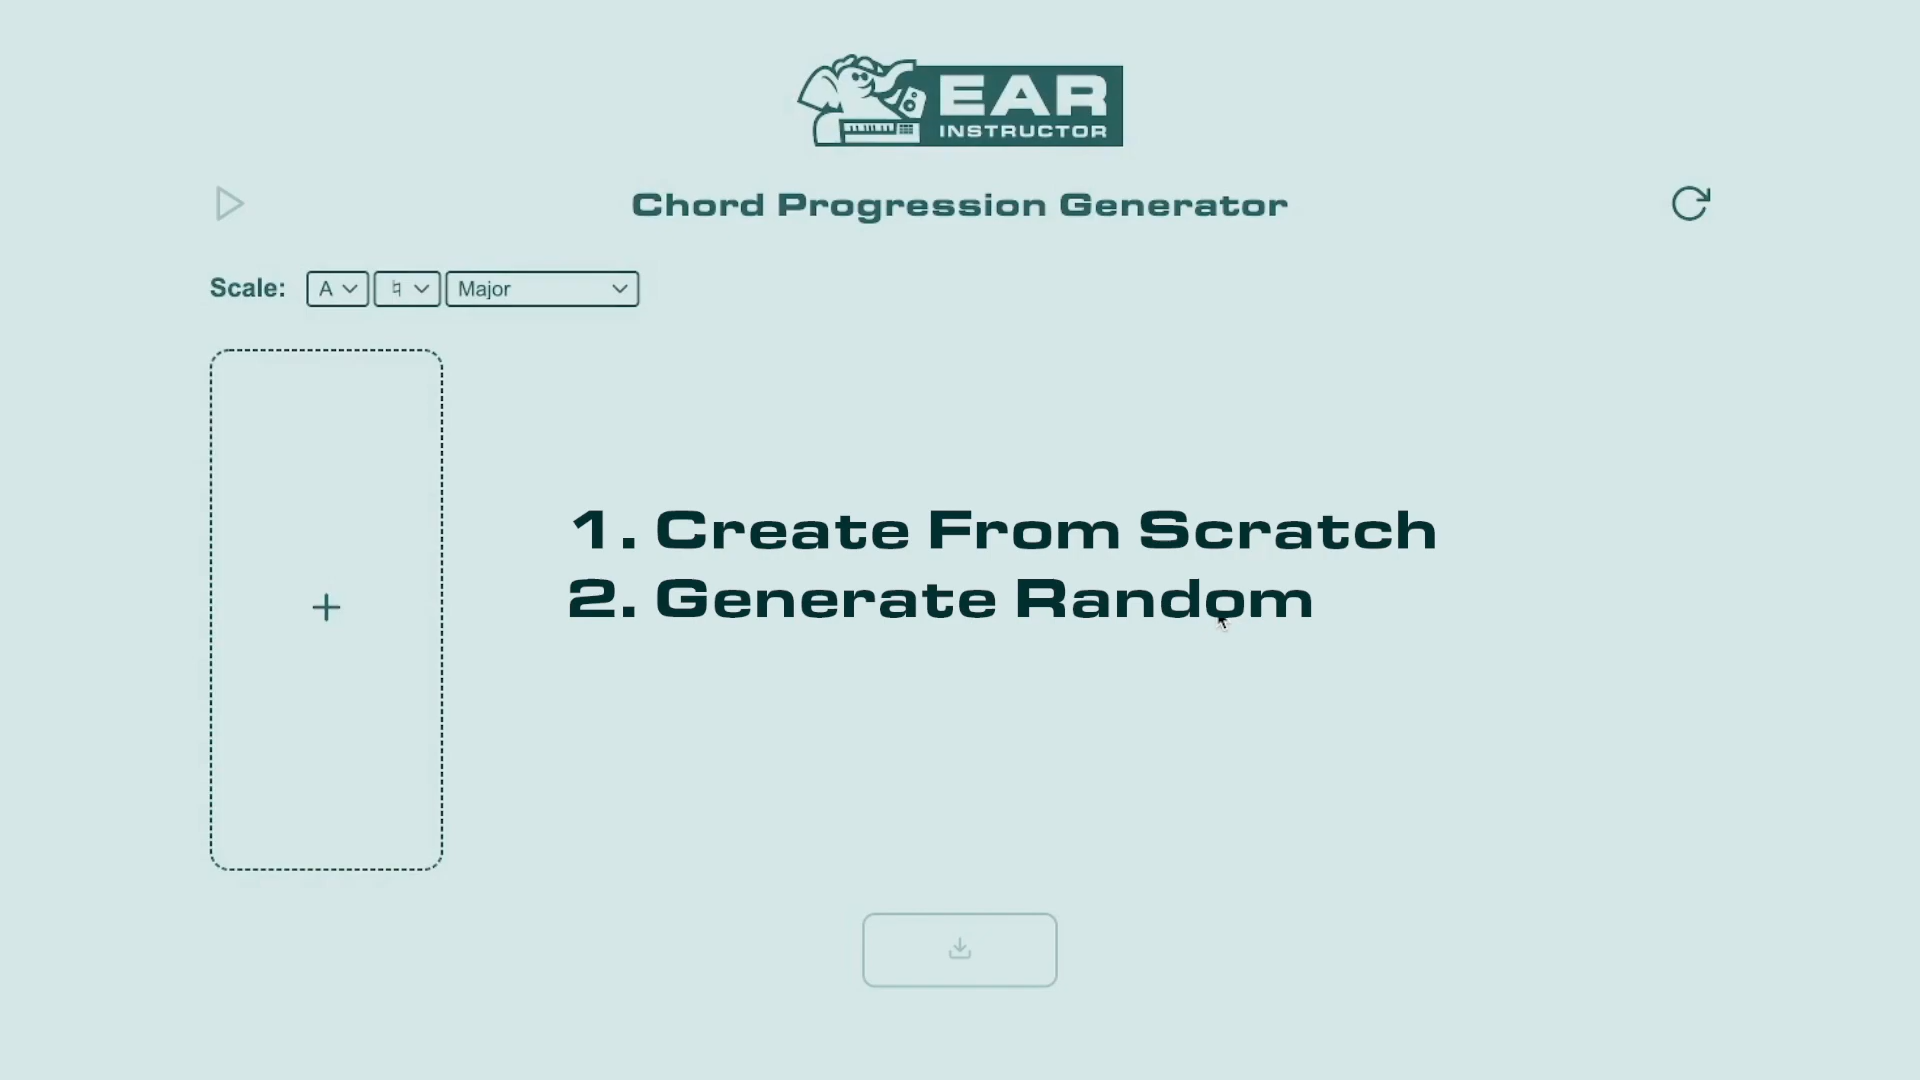 EAR
INSTRUCTOR
Chord Progression Generator
Scale: A ♮ Major
1. Create From Scratch
2. Generate Random